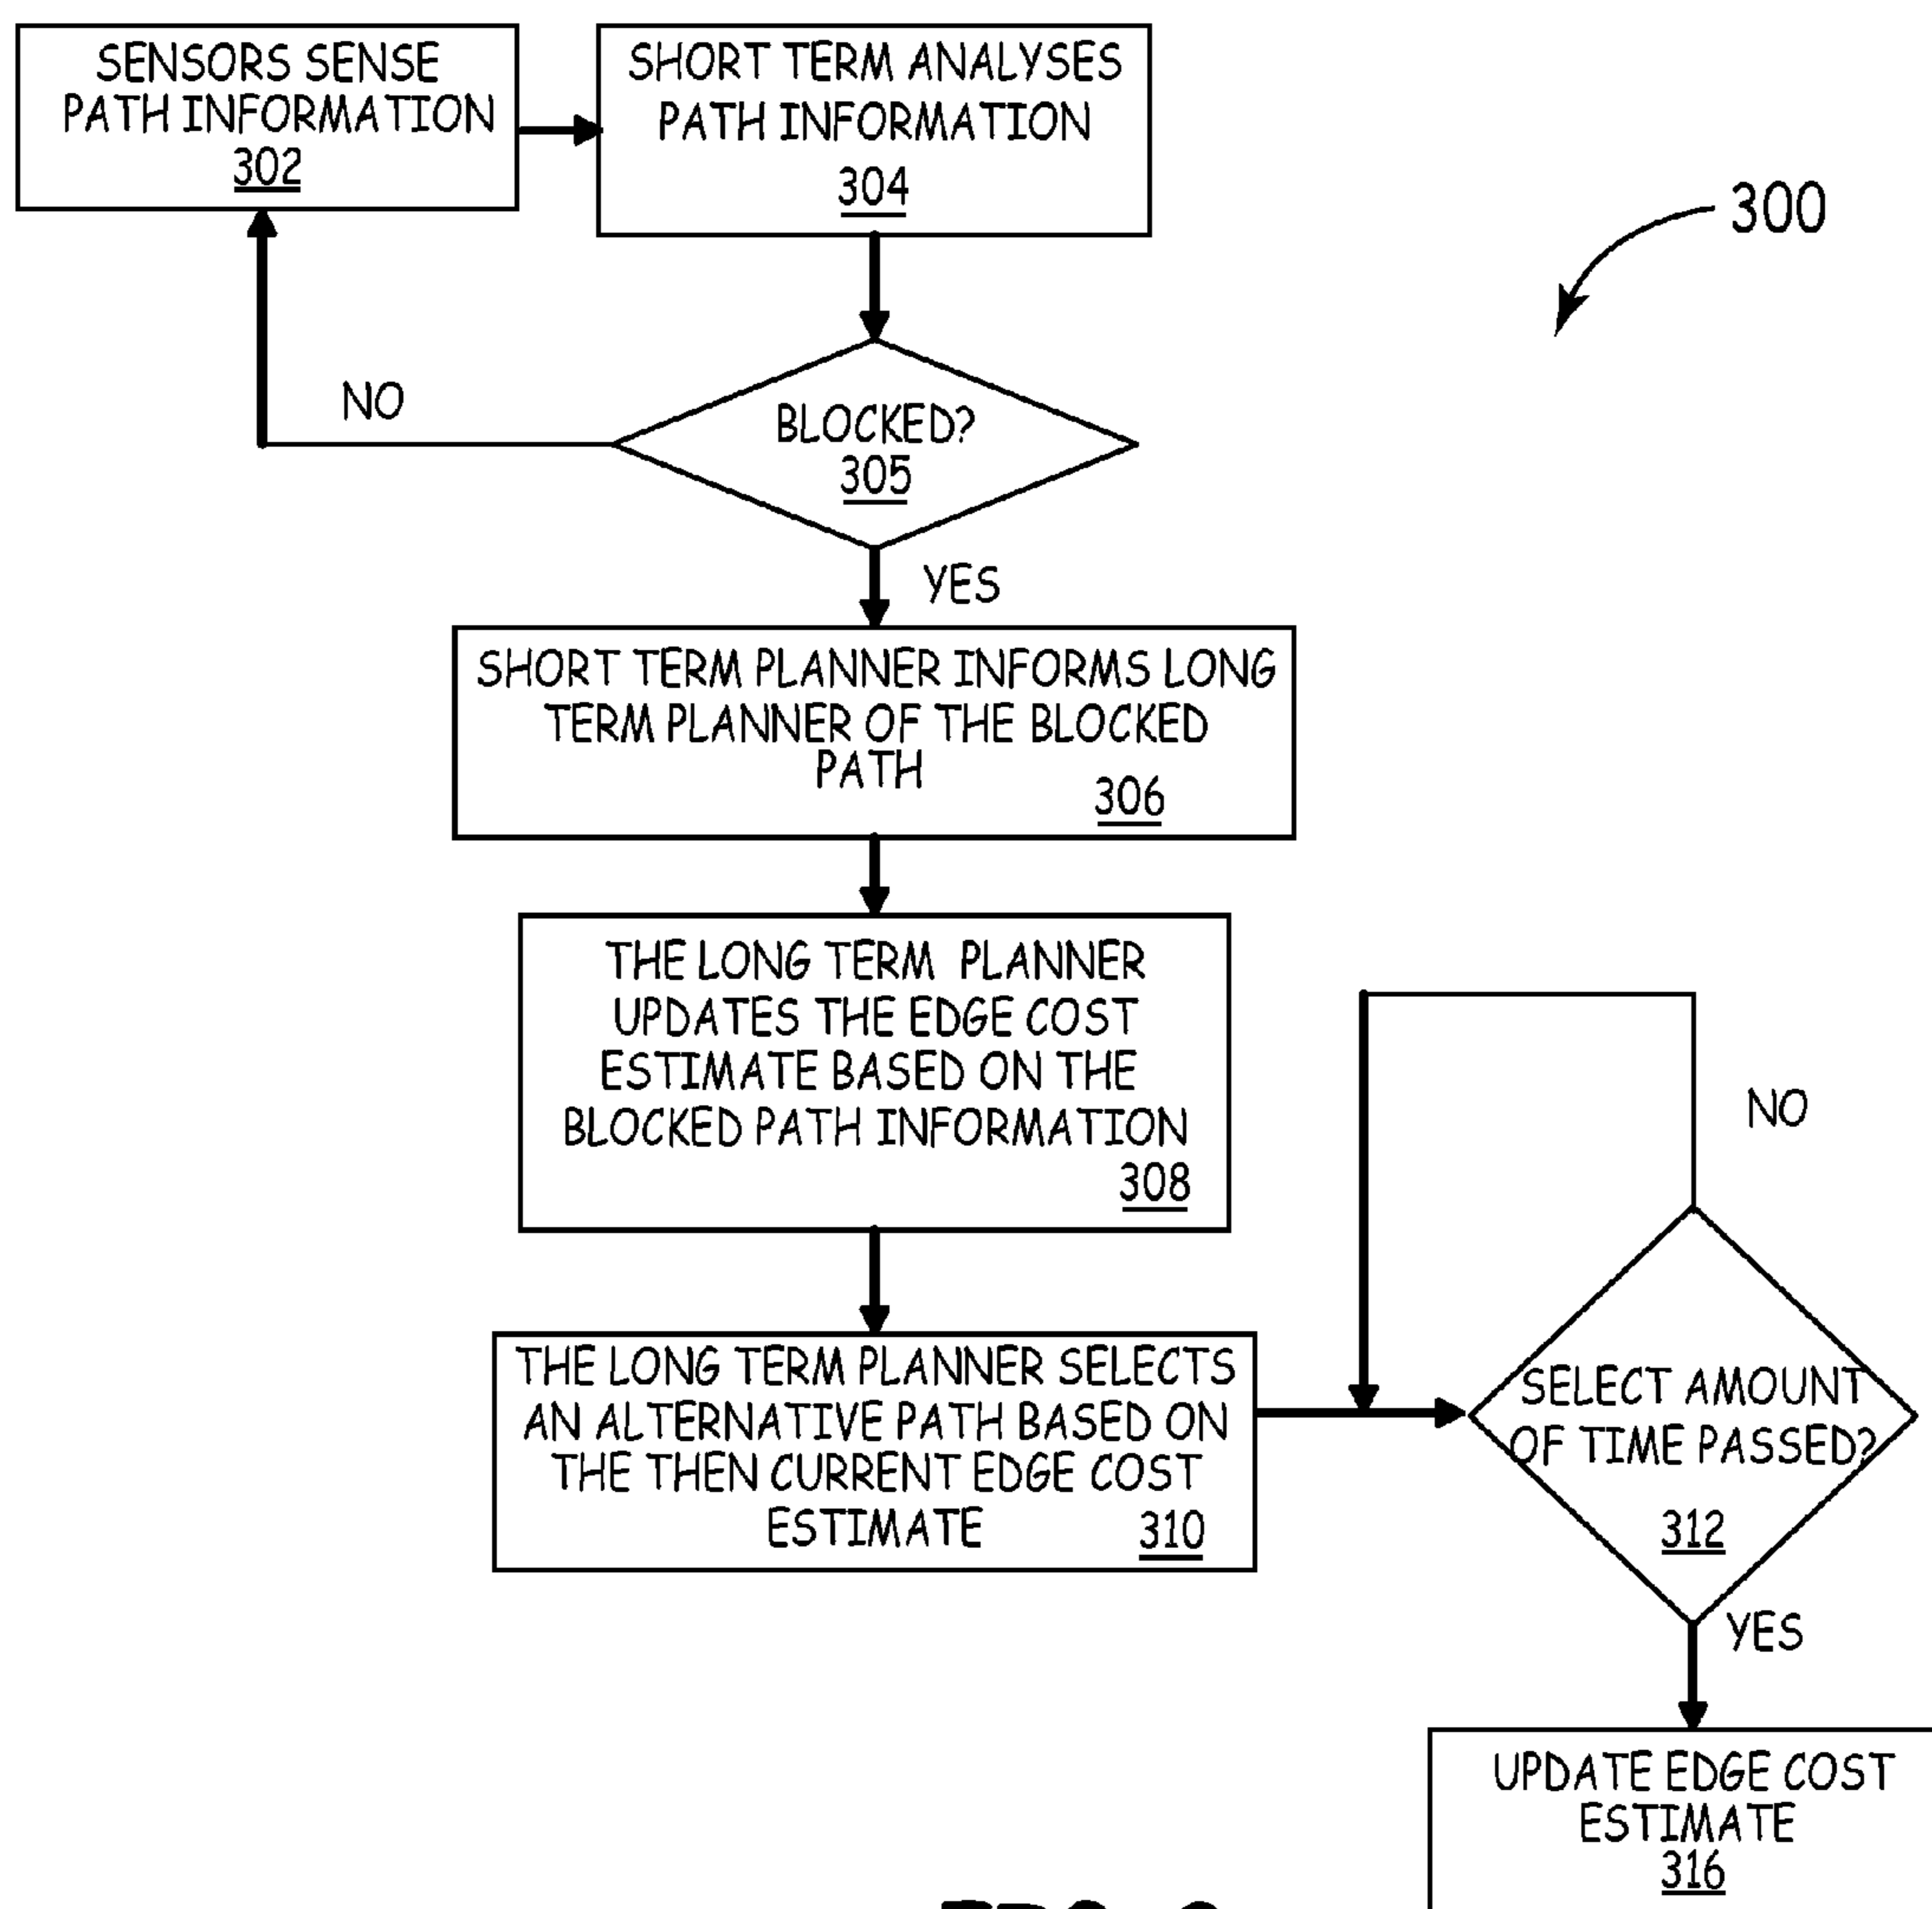 SENSORS SENSE
PATH INFORMATION
302
SHORT TERM ANALYSES
PATH INFORMATION
304
300
NO
BLOCKED?
305
YES
SHORT TERM PLANNER INFORMS LONG
TERM PLANNER OF THE BLOCKED
PATH
306
THE LONG TERM PLANNER
UPDATES THE EDGE COST
ESTIMATE BASED ON THE
BLOCKED PATH INFORMATION
308
NO
THE LONG TERM PLANNER SELECTS
AN ALTERNATIVE PATH BASED ON
THE THEN CURRENT EDGE COST
ESTIMATE
310
SELECT AMOUNT
OF TIME PASSED?
312
YES
UPDATE EDGE COST
ESTIMATE
316